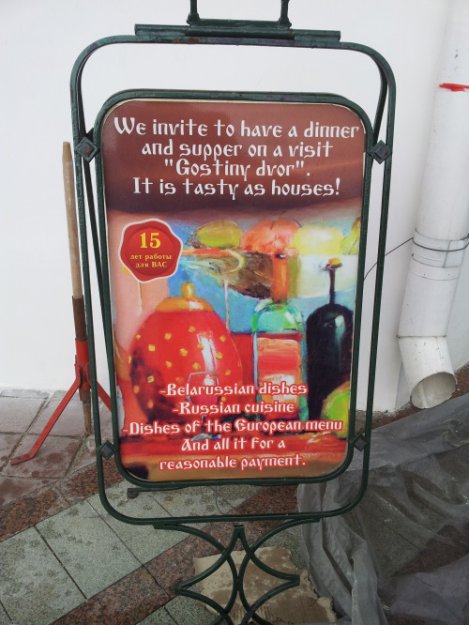 We invite to have a dinner
and supper on a visit
"Gostiny dvor".
It is tasty as houses!
15
лет работы
для ВАС
-Belarussian dishes
-Russian cuisine
-Dishes of the European menu
And all it for a
reasonable payment.